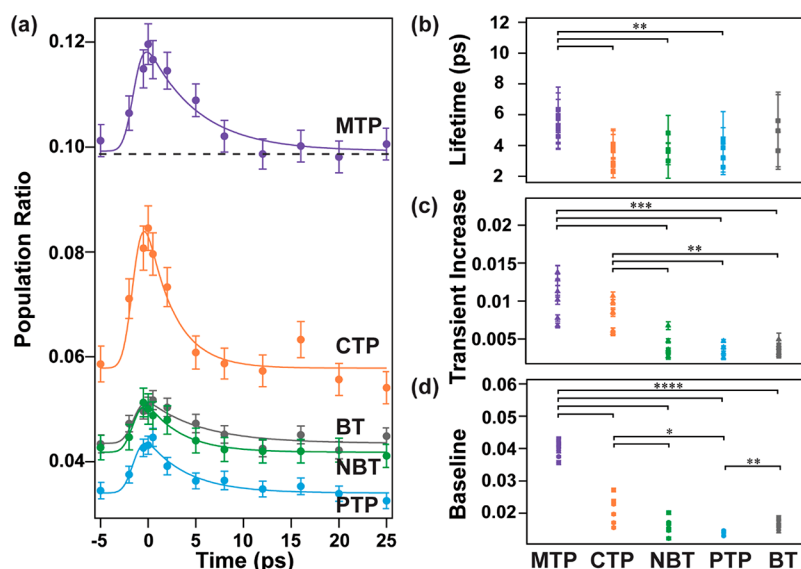 (a)
Population Ratio
0.12
0.10
0.08
0.06
0.04
MTP
CTP
BT
NBT
PTP
-5 0 5 10 15 20 25
Time (ps)
(b)
Lifetime (ps)
12
10
8
6
4
2
**
(c)
Transient Increase
0.02
0.015
0.01
0.005
***
**
(d)
Baseline
0.06
0.05
0.04
0.03
0.02
****
*
**
MTP CTP NBT PTP BT